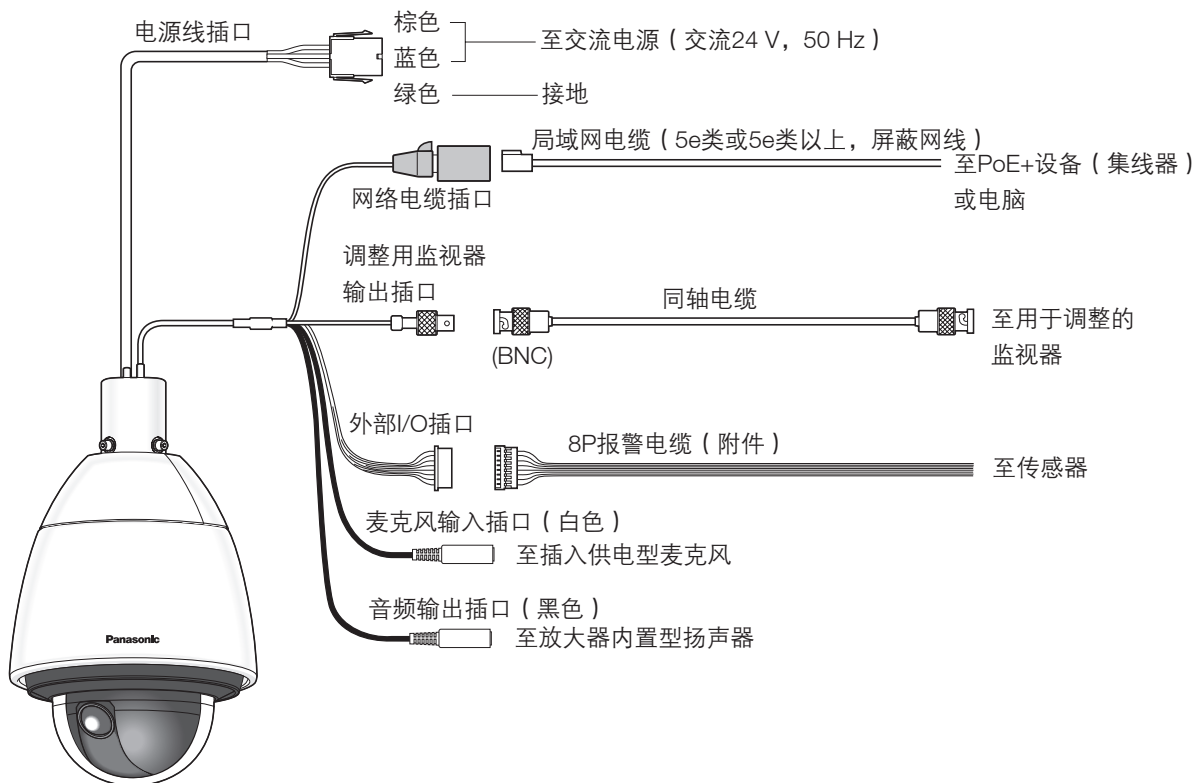 电源线插口
棕色
蓝色
至交流电源（交流24 V，50 Hz）
绿色
接地
局域网电缆（5e类或5e类以上，屏蔽网线）
至PoE+设备（集线器）
或电脑
网络电缆插口
调整用监视器
输出插口
同轴电缆
(BNC)
至用于调整的
监视器
外部I/O插口
8P报警电缆（附件）
至传感器
麦克风输入插口（白色）
至插入供电型麦克风
音频输出插口（黑色）
至放大器内置型扬声器
Panasonic